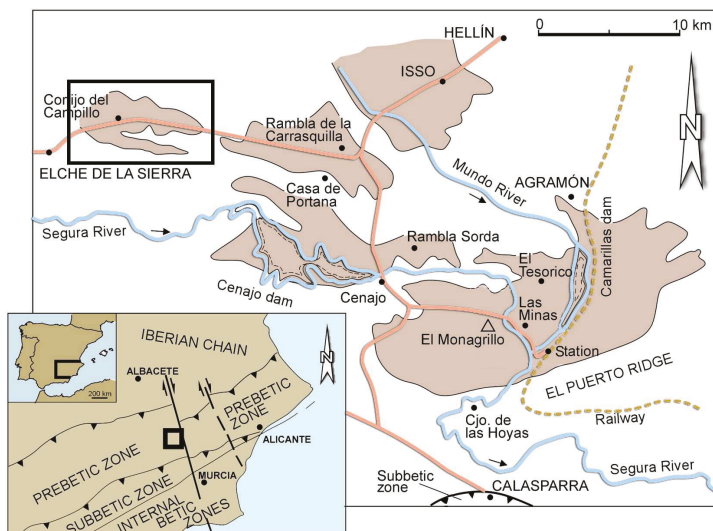 0 10 km
HELLÍN
ISSO
N
Corijo del
Campillo
ELCHE DE LA SIERRA
Rambla de la
Carrasquilla
Casa de
Portana
Mundo River
AGRAMÓN
Camarillas dam
Segura River
Cenajo dam
Rambla Sorda
Cenajo
El
Tesorico
Las
Minas
El Monagrillo
Station
EL PUERTO RIDGE
Cjo. de
las Hoyas
Railway
Segura River
Subbetic
zone
CALASPARRA
200 km
IBERIAN CHAIN
N
ALBACETE
PREBETIC
ZONE
ALICANTE
PREBETIC ZONE
MURCIA
SUBBETIC ZONE
INTERNAL
BETIC
ZONES